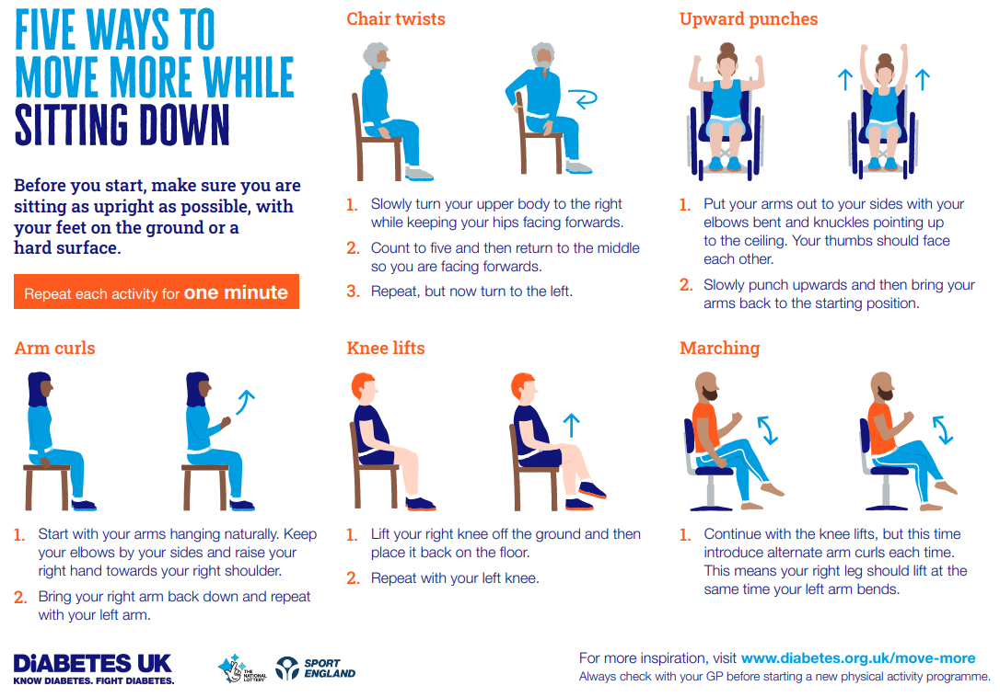 FIVE WAYS TO
MOVE MORE WHILE
SITTING DOWN
Before you start, make sure you are
sitting as upright as possible, with
your feet on the ground or a
hard surface.
Repeat each activity for one minute
Chair twists
1. Slowly turn your upper body to the right
while keeping your hips facing forwards.
2. Count to five and then return to the middle
so you are facing forwards.
3. Repeat, but now turn to the left.
Upward punches
1. Put your arms out to your sides with your
elbows bent and knuckles pointing up
to the ceiling. Your thumbs should face
each other.
2. Slowly punch upwards and then bring your
arms back to the starting position.
Arm curls
1. Start with your arms hanging naturally. Keep
your elbows by your sides and raise your
right hand towards your right shoulder.
2. Bring your right arm back down and repeat
with your left arm.
Knee lifts
1. Lift your right knee off the ground and then
place it back on the floor.
2. Repeat with your left knee.
Marching
1. Continue with the knee lifts, but this time
introduce alternate arm curls each time.
This means your right leg should lift at the
same time your left arm bends.
DiABETES UK
KNOW DIABETES. FIGHT DIABETES.
THE
NATIONAL
LOTTERY
SPORT
ENGLAND
For more inspiration, visit www.diabetes.org.uk/move-more
Always check with your GP before starting a new physical activity programme.